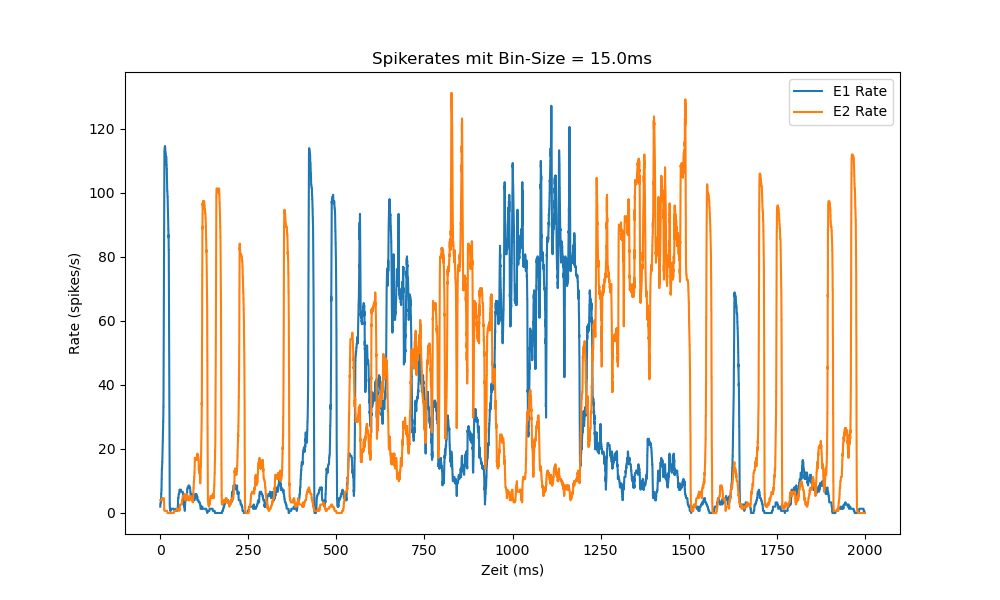 Spikerates mit Bin-Size = 15.0ms
E1 Rate
E2 Rate
Rate (spikes/s)
120
100
80
60
40
20
0
0 250 500 750 1000 1250 1500 1750 2000
Zeit (ms)